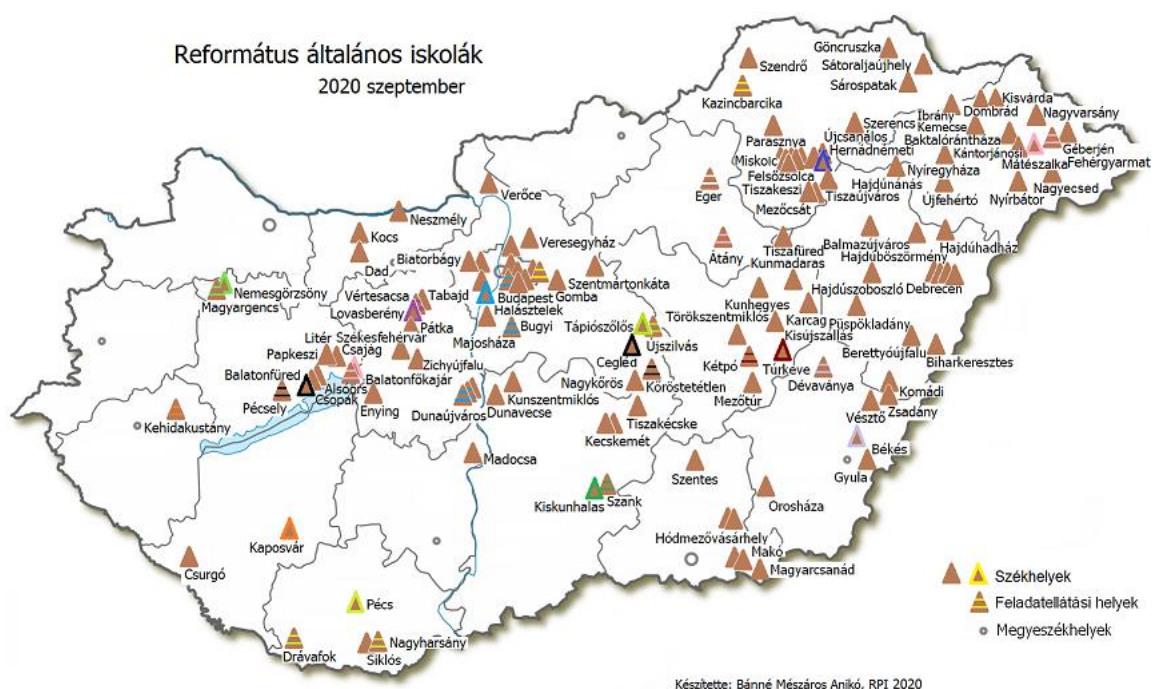 Református általános iskolák
2020 szeptember
Göncruszka
Sátoraljaújhely
Szendrő
Sárospatak
Kazincbarcika
Kisvárda
Dombrád
Ibrány
Nagyvarsány
Kemecse
Szerencs
Parasznya
Újcsanálos
Baktalórántháza
Géberjén
Hernádnémeti
Kántorjánosi
Fehérgyarmat
Miskolc
Mátészalka
Felsőzsolca
Nyíregyháza
Tiszakeszi
Hajdúnánás
Nagyecsed
Eger
Tiszaújváros
Nyírbátor
Mezőcsát
Újfehértó
Verőce
Neszmély
Kocs
Veresegyház
Átány
Tiszafüred
Balmazújváros
Hajdúhadház
Biatorbágy
Kunmadaras
Hajdúböszörmény
Dad
Szentmártonkáta
Hajdúszoboszló
Debrecen
Nemesgörzsöny
Magyargencs
Vértesacsa
Tabajd
Budapest
Gomba
Kunhegyes
Lovasberény
Halásztelek
Törökszentmiklós
Karcag
Püspökladány
Pátka
Majosháza
Bugyi
Tápiószőlős
Kisújszállás
Litér
Székesfehérvár
Újszilvás
Berettyóújfalu
Papkeszi
Csajág
Cegléd
Kétpó
Biharkeresztes
Zichyújfalu
Túrkeve
Balatonfüred
Alsóörs
Balatonfőkajár
Nagykőrös
Kőröstetétlen
Dévaványa
Pécsely
Csopak
Kunszentmiklós
Mezőtúr
Komádi
Enying
Dunaújváros
Dunavecse
Tiszakécske
Vésztő
Zsadány
Kehidakustány
Kecskemét
Békés
Madocsa
Szentes
Gyula
Kiskunhalas
Szank
Orosháza
Kaposvár
Hódmezővásárhely
Makó
Csurgó
Magyarcsanád
Székhelyek
Pécs
Feladatellátási helyek
Nagyharsány
Megyeszékhelyek
Drávafok
Siklós
Készítette: Bánné Mészáros Anikó, RPI 2020